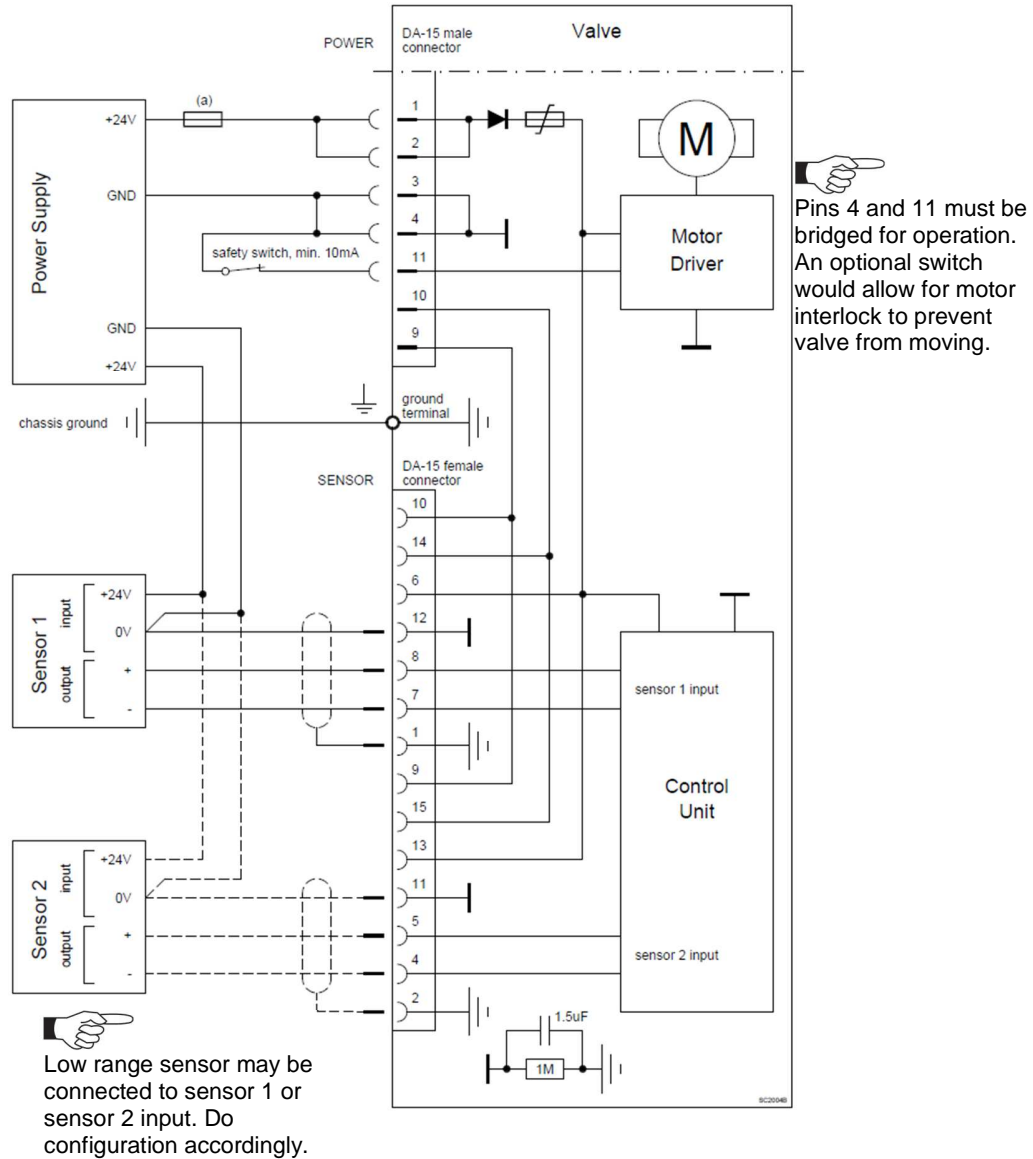 Valve
POWER
DA-15 male
connector
Power Supply
+24V
(a)
GND
safety switch, min. 10mA
GND
+24V
1
2
3
4
11
10
9
M
Motor
Driver
Pins 4 and 11 must be
bridged for operation.
An optional switch
would allow for motor
interlock to prevent
valve from moving.
chassis ground
ground
terminal
SENSOR
DA-15 female
connector
10
14
6
12
8
7
1
9
15
13
11
5
4
2
Sensor 1
input
+24V
0V
output
+
-
Sensor 2
input
+24V
0V
output
+
-
sensor 1 input
Control
Unit
sensor 2 input
1.5uF
1M
SC2004B
Low range sensor may be
connected to sensor 1 or
sensor 2 input. Do
configuration accordingly.